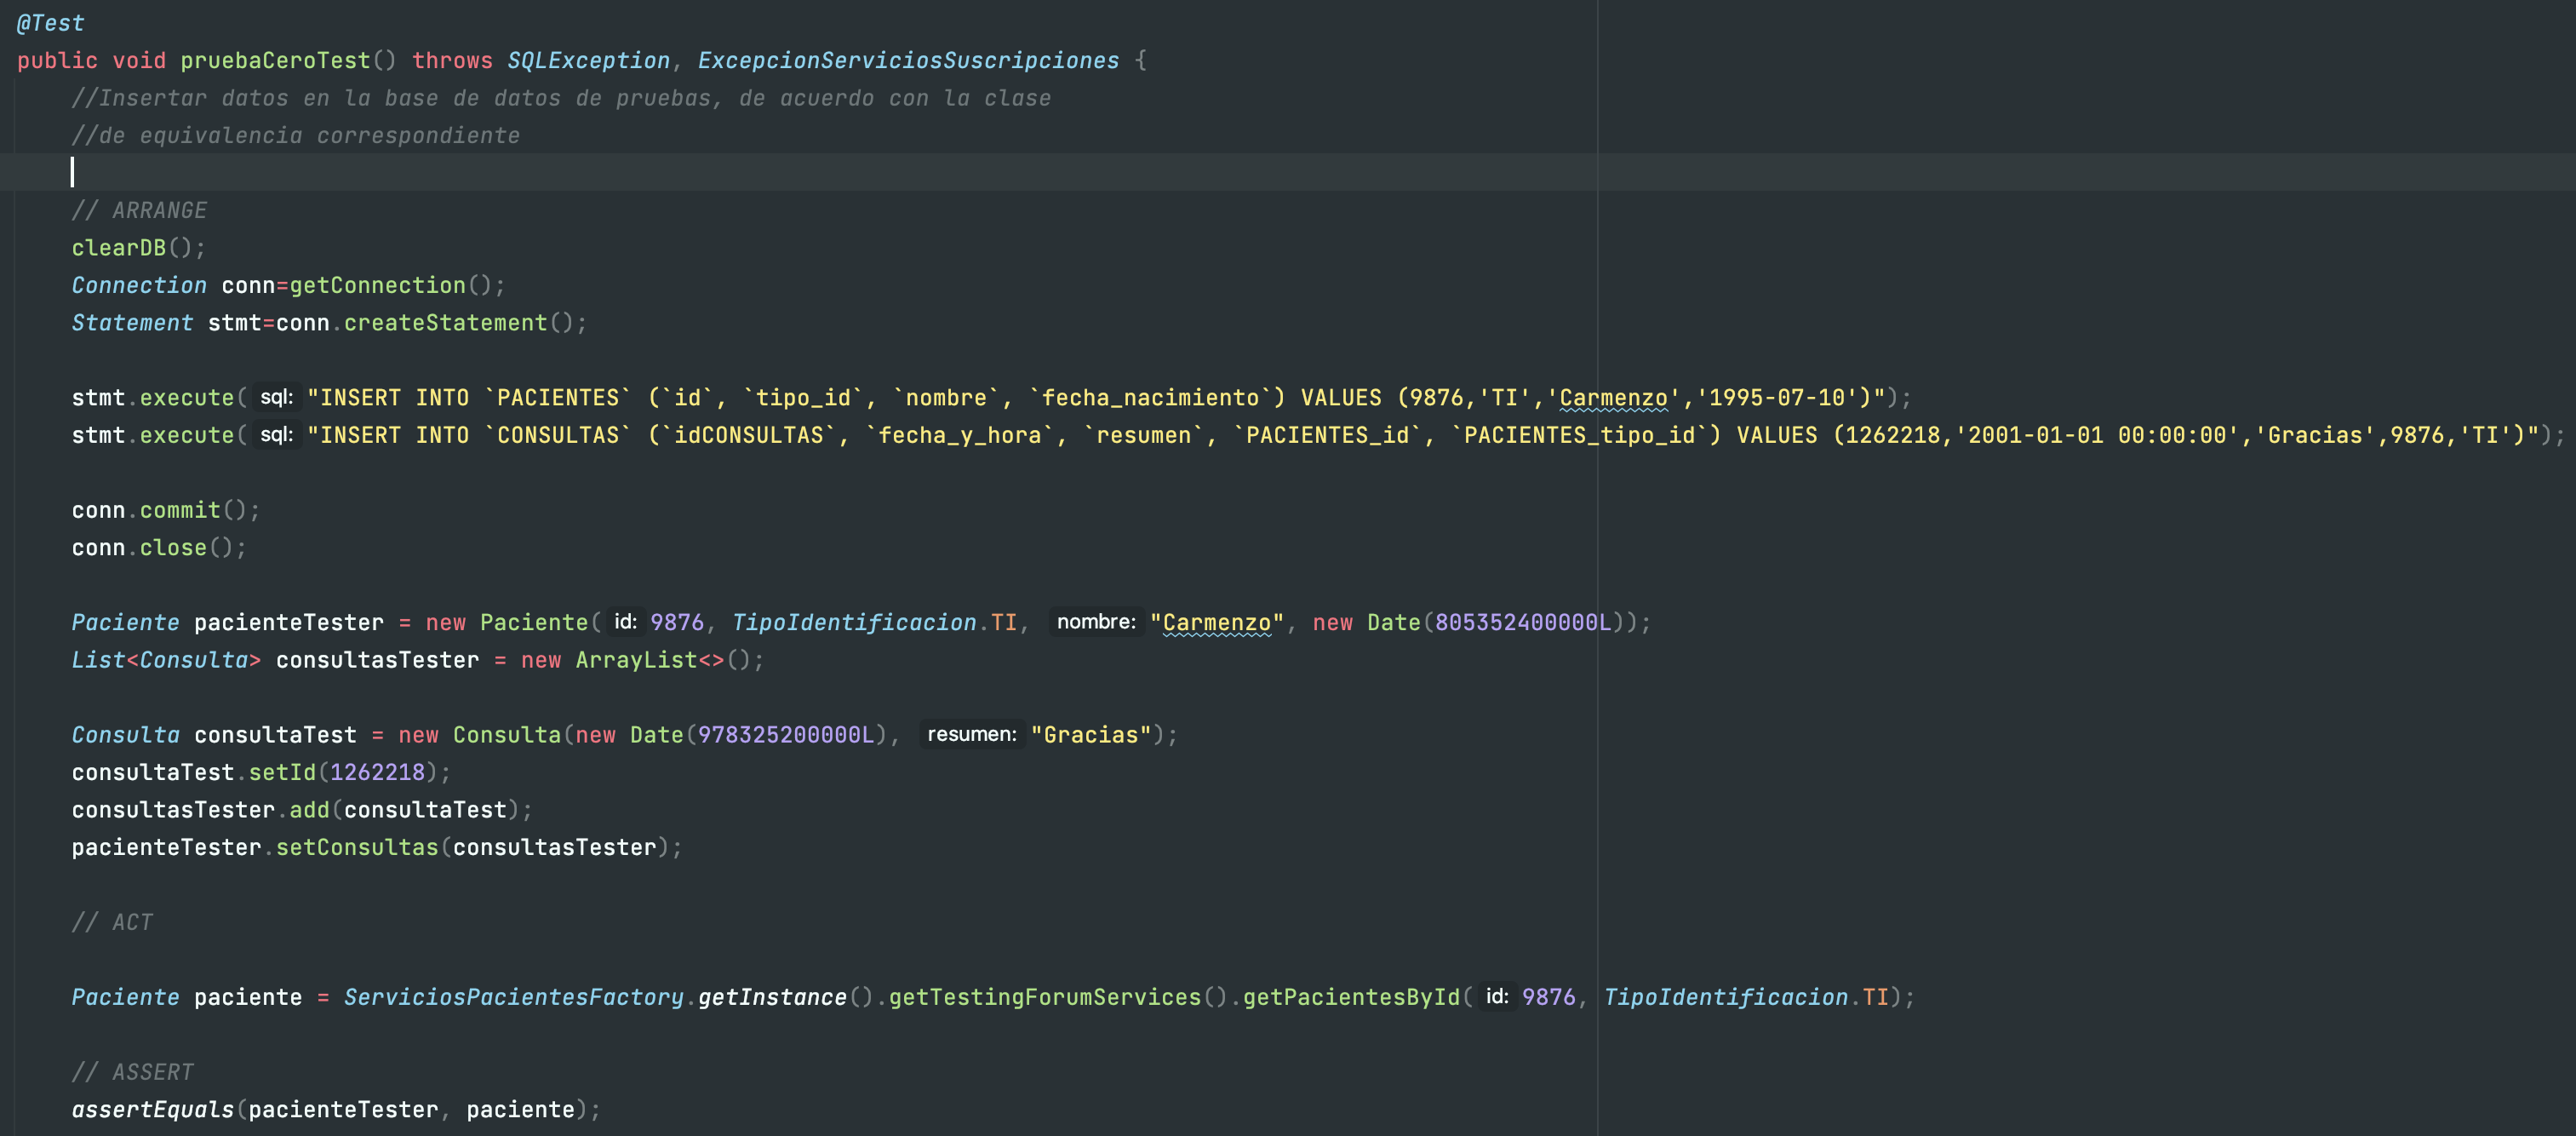 @Test
public void pruebaCeroTest() throws SQLException, ExcepcionServiciosSuscripciones {
//Insertar datos en la base de datos de pruebas, de acuerdo con la clase
//de equivalencia correspondiente
// ARRANGE
clearDB();
Connection conn=getConnection();
Statement stmt=conn.createStatement();
stmt.execute( sql: "INSERT INTO `PACIENTES` (`id`, `tipo_id`, `nombre`, `fecha_nacimiento`) VALUES (9876,'TI','Carmenzo','1995-07-10')");
stmt.execute( sql: "INSERT INTO `CONSULTAS` (`idCONSULTAS`, `fecha_y_hora`, `resumen`, `PACIENTES_id`, `PACIENTES_tipo_id`) VALUES (1262218,'2001-01-01 00:00:00','Gracias',9876,'TI')");
conn.commit();
conn.close();
Paciente pacienteTester = new Paciente( id: 9876, TipoIdentificacion.TI, nombre: "Carmenzo", new Date(805352400000L));
List<Consulta> consultasTester = new ArrayList<>();
Consulta consultaTest = new Consulta(new Date(978325200000L), resumen: "Gracias");
consultaTest.setId(1262218);
consultasTester.add(consultaTest);
pacienteTester.setConsultas(consultasTester);
// ACT
Paciente paciente = ServiciosPacientesFactory.getInstance().getTestingForumServices().getPacientesById( id: 9876, TipoIdentificacion.TI);
// ASSERT
assertEquals(pacienteTester, paciente);